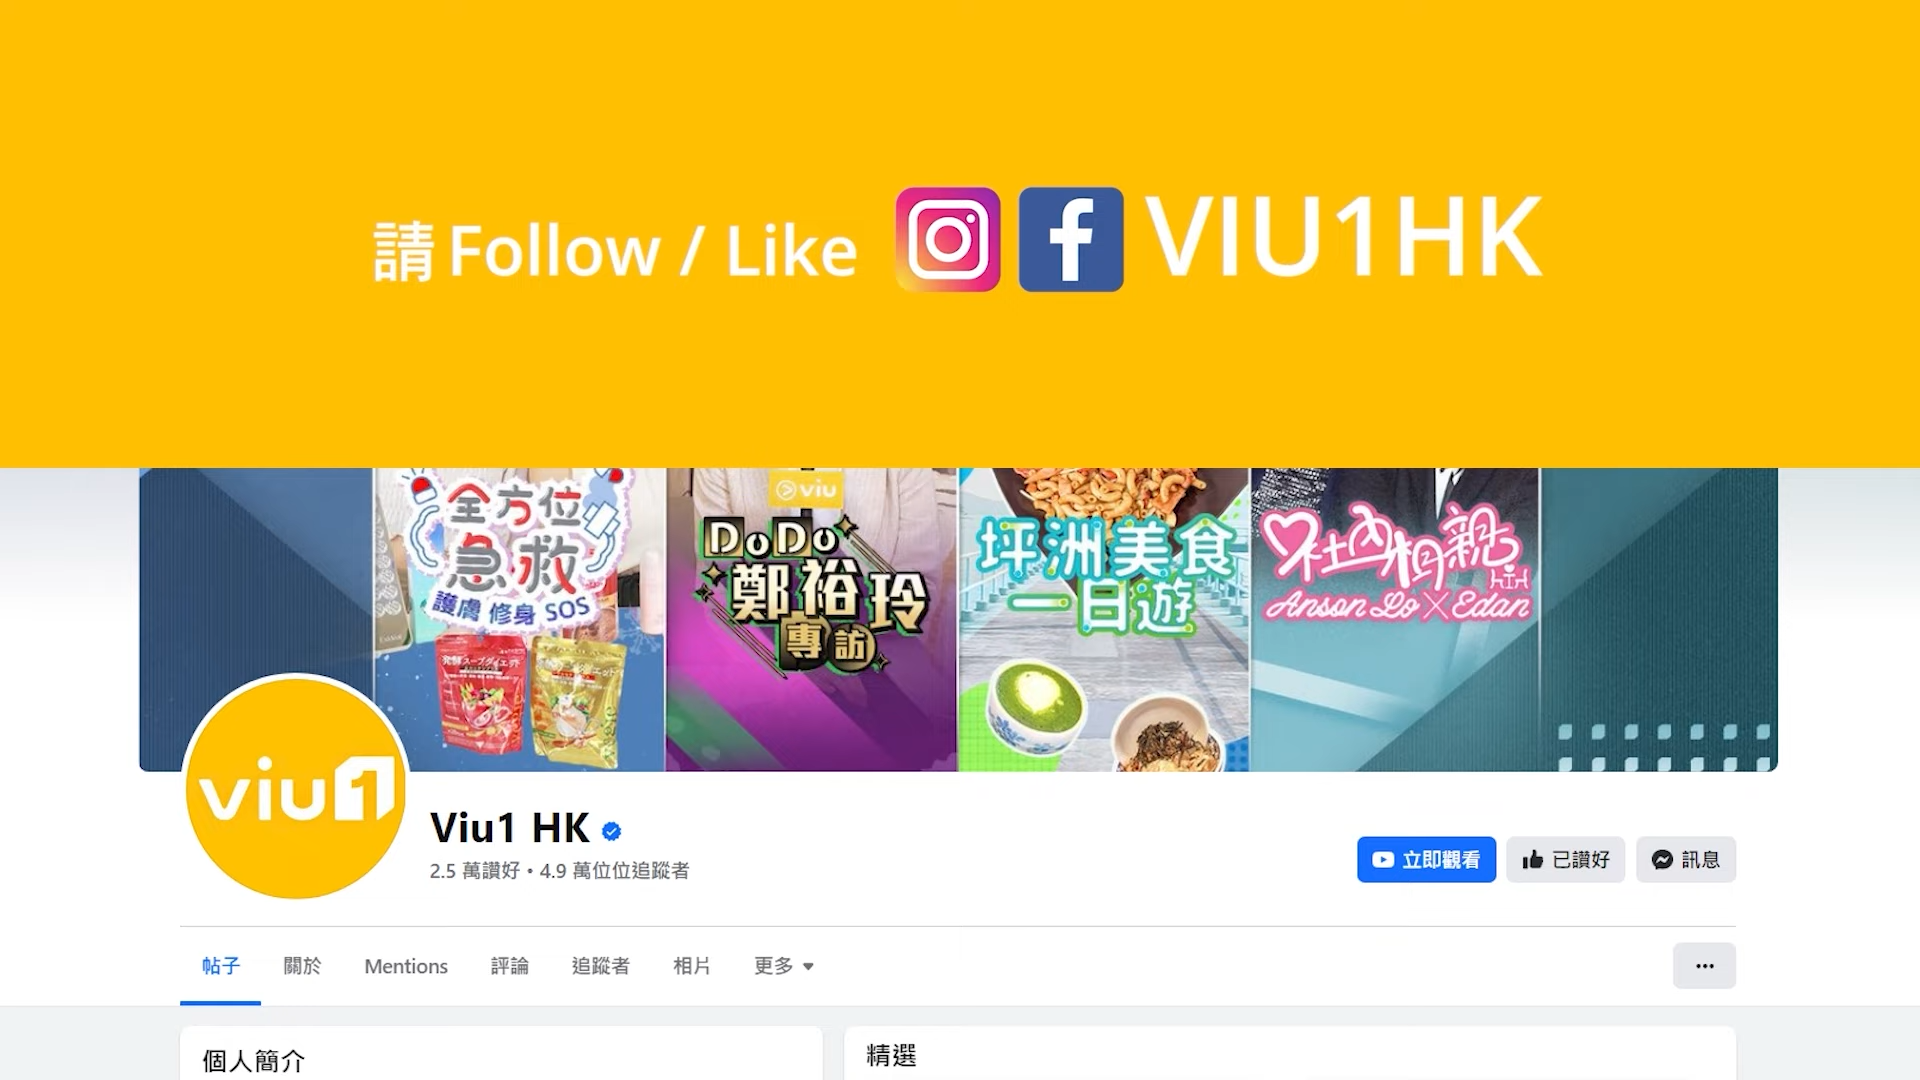 請 Follow / Like VIU1HK
全方位
急救
護膚 修身 SOS
viu
DoDo
鄭裕玲
專訪
坪洲美食
一日遊
社內相親
Anson Lo X Edan
viu1
Viu1 HK
2.5 萬讚好 • 4.9 萬位位追蹤者
立即觀看
已讚好
訊息
帖子 關於 Mentions 評論 追蹤者 相片 更多
個人簡介
精選